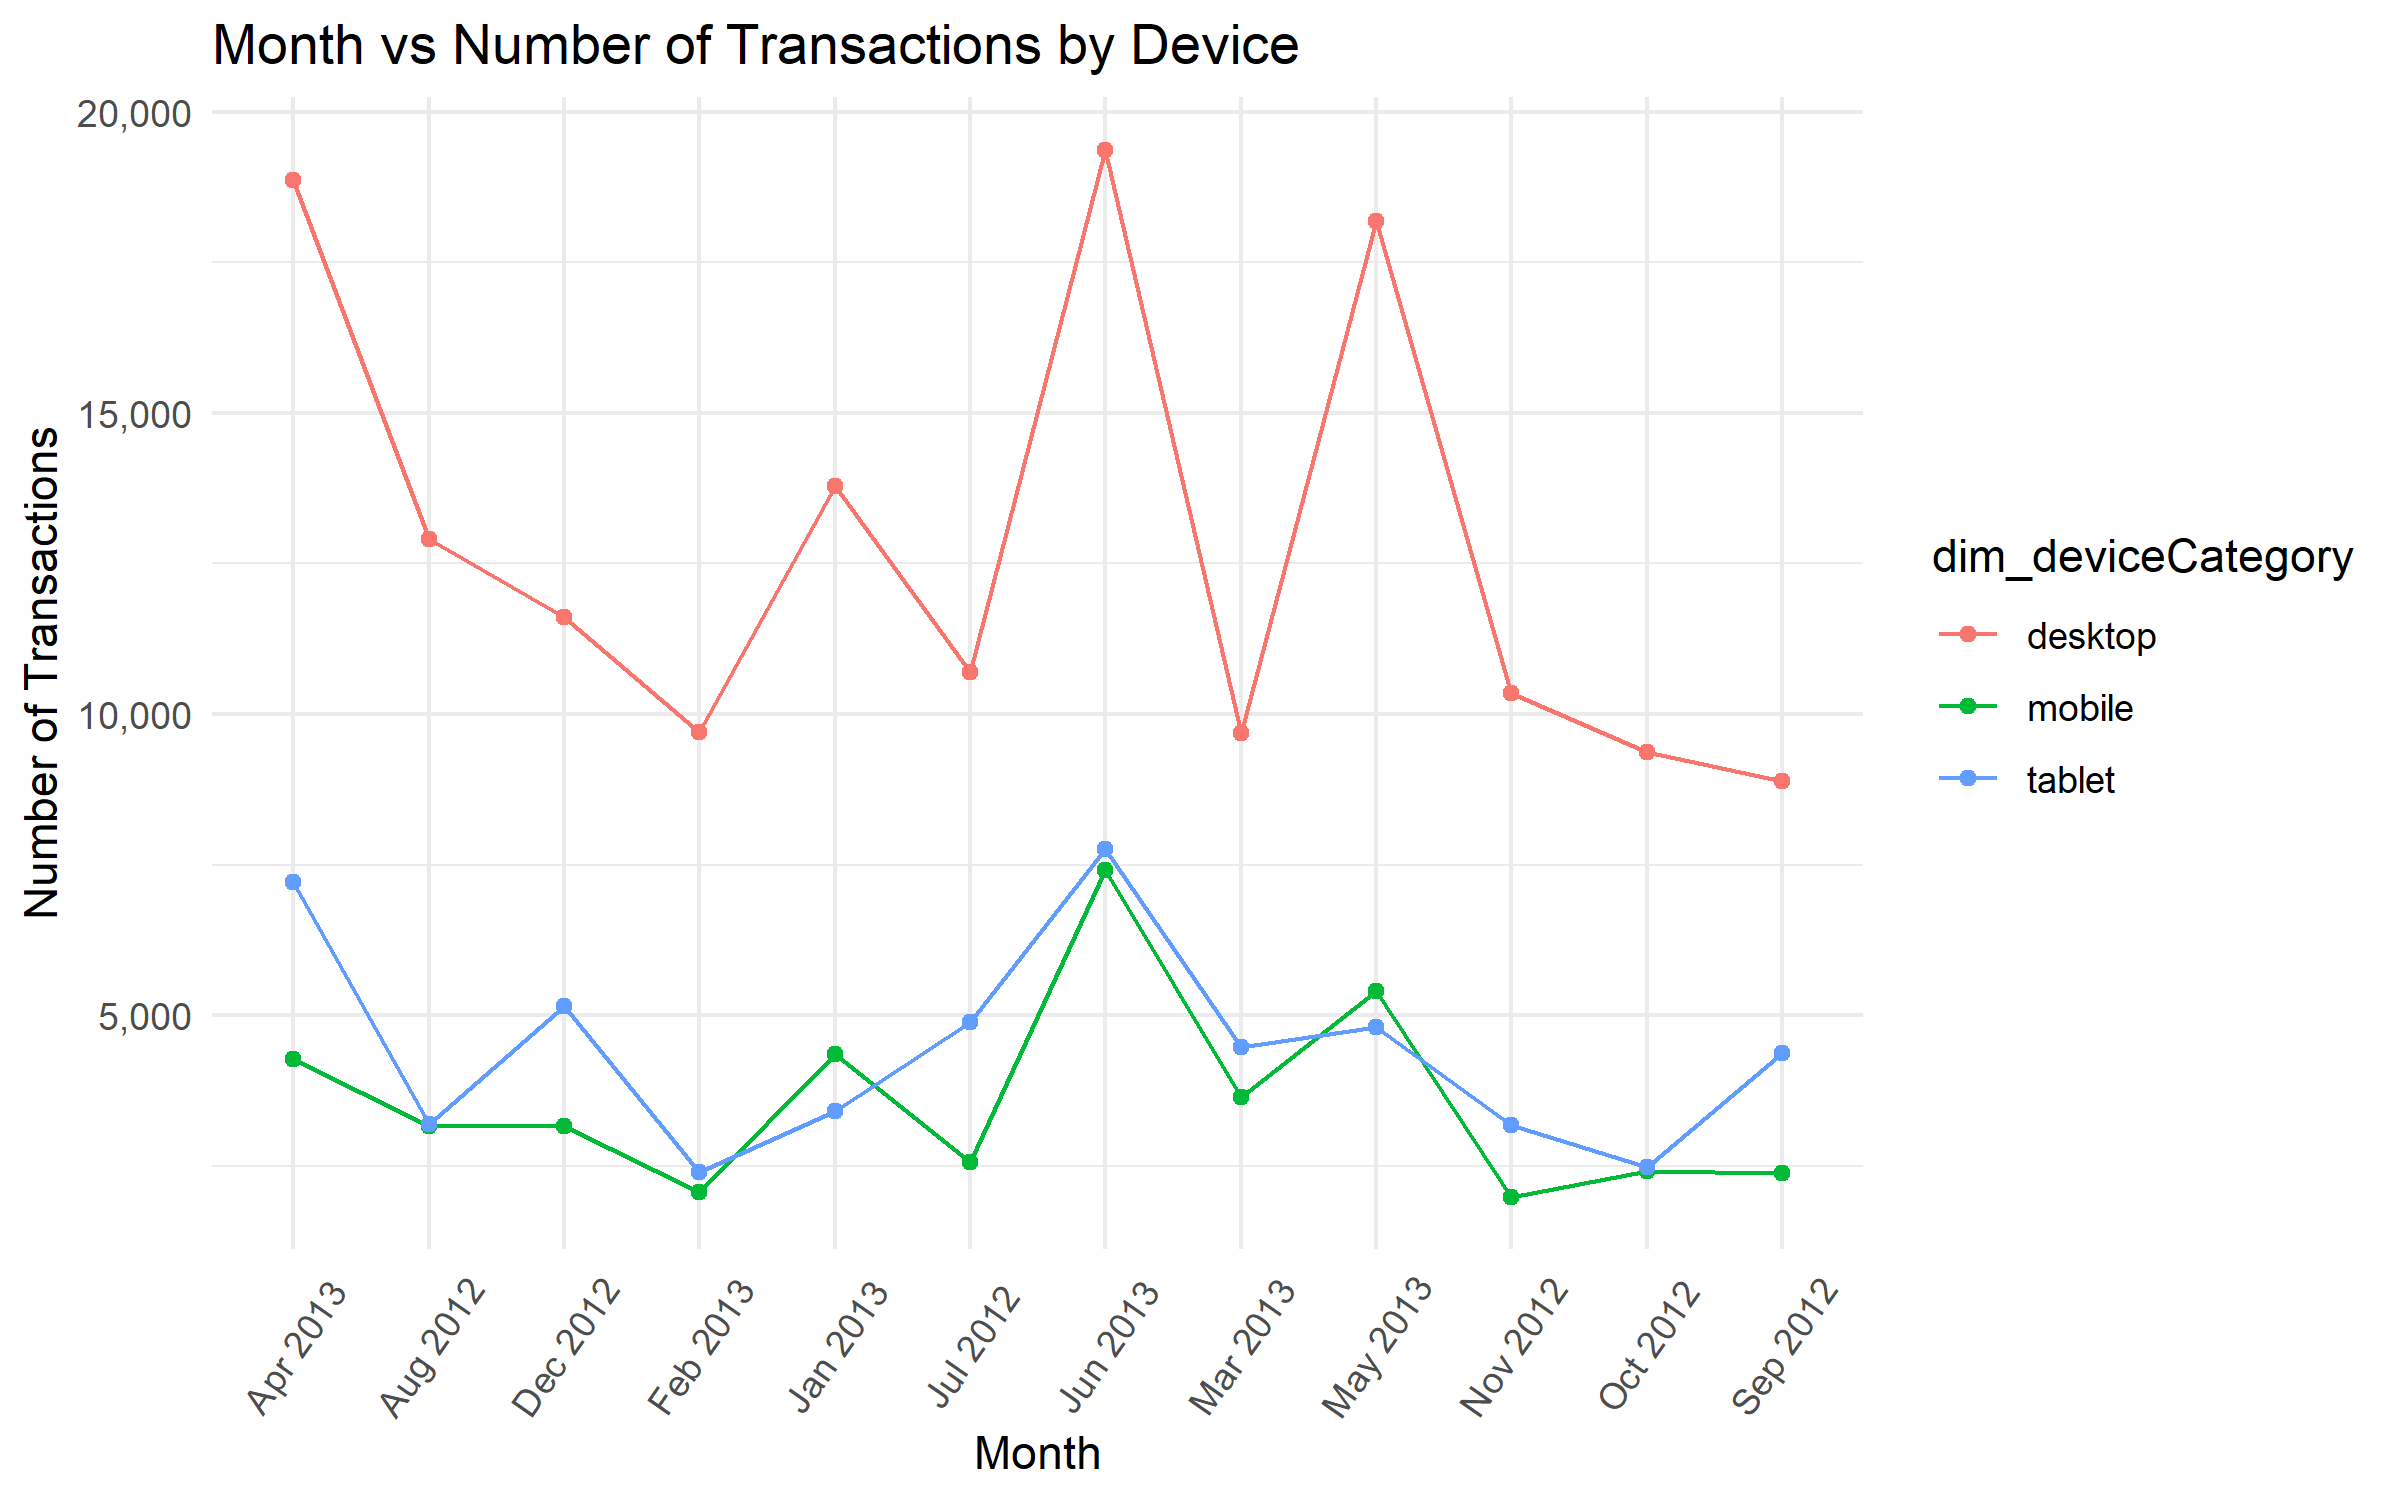 Month vs Number of Transactions by Device
Number of Transactions
20,000
15,000
10,000
5,000
Apr 2013
Aug 2012
Dec 2012
Feb 2013
Jan 2013
Jul 2012
Jun 2013
Mar 2013
May 2013
Nov 2012
Oct 2012
Sep 2012
Month
dim_deviceCategory
desktop
mobile
tablet